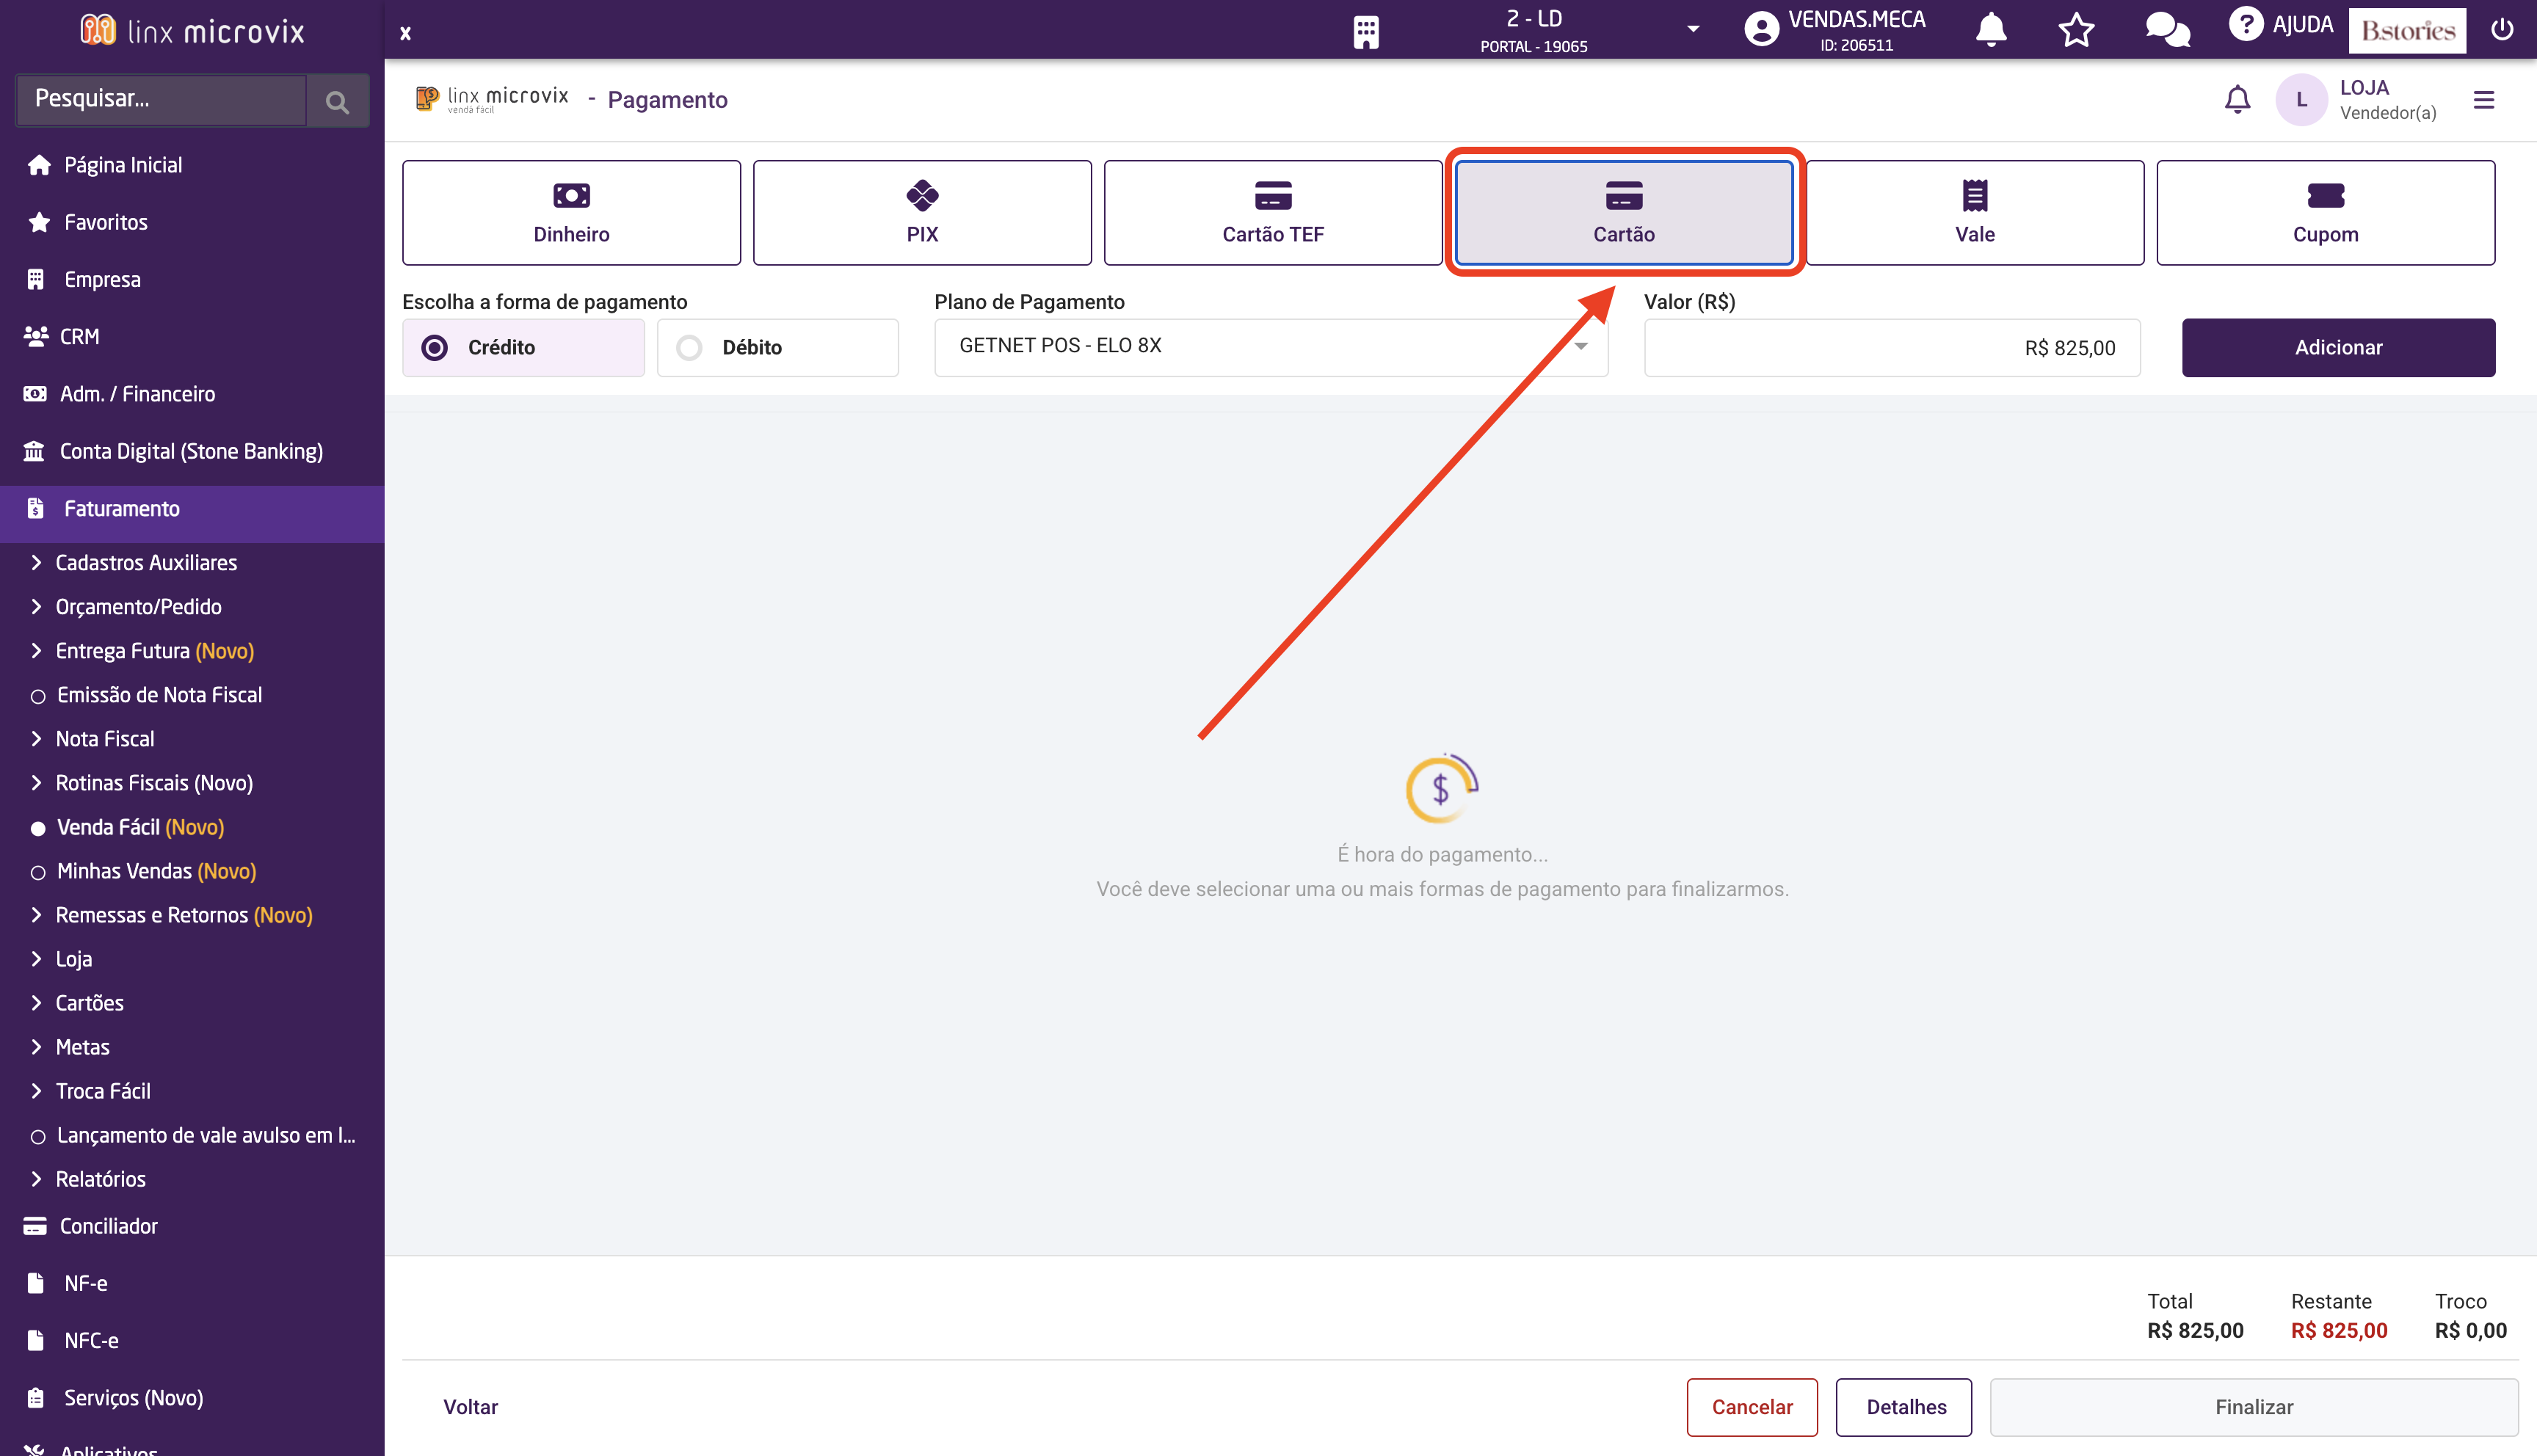 linx microvix
x
2 - LD
PORTAL - 19065
VENDAS.MECA
ID: 206511
? AJUDA
B.stories
Pesquisar...
Página Inicial
Favoritos
Empresa
CRM
Adm. / Financeiro
Conta Digital (Stone Banking)
Faturamento
Cadastros Auxiliares
Orçamento/Pedido
Entrega Futura (Novo)
Emissão de Nota Fiscal
Nota Fiscal
Rotinas Fiscais (Novo)
Venda Fácil (Novo)
Minhas Vendas (Novo)
Remessas e Retornos (Novo)
Loja
Cartões
Metas
Troca Fácil
Lançamento de vale avulso em l...
Relatórios
Conciliador
NF-e
NFC-e
Serviços (Novo)
Aplicativos
linx microvix
venda fácil
- Pagamento
L
LOJA
Vendedor(a)
Dinheiro
PIX
Cartão TEF
Cartão
Vale
Cupom
Escolha a forma de pagamento
Plano de Pagamento
Valor (R$)
Crédito
Débito
GETNET POS - ELO 8X
R$ 825,00
Adicionar
$
É hora do pagamento...
Você deve selecionar uma ou mais formas de pagamento para finalizarmos.
Total
Restante
Troco
R$ 825,00
R$ 825,00
R$ 0,00
Voltar
Cancelar
Detalhes
Finalizar